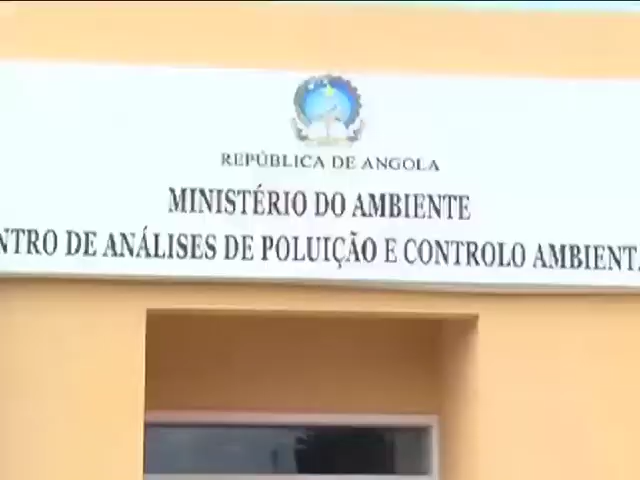 REPÚBLICA DE ANGOLA
MINISTÉRIO DO AMBIENTE
NTRO DE ANÁLISES DE POLUIÇÃO E CONTROLO AMBIENTA